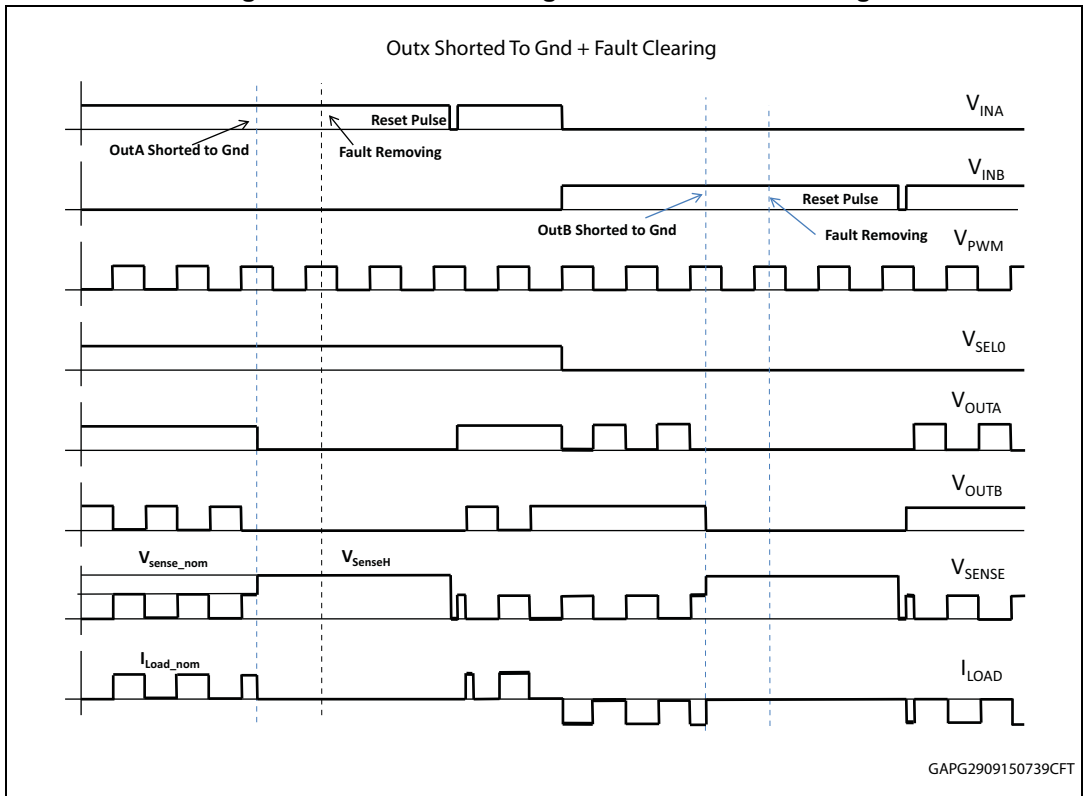 Outx Shorted To Gnd + Fault Clearing
V_INA
Reset Pulse
OutA Shorted to Gnd
Fault Removing
V_INB
Reset Pulse
OutB Shorted to Gnd
Fault Removing
V_PWM
V_SEL0
V_OUTA
V_OUTB
V_sense_nom
V_SenseH
V_SENSE
I_Load_nom
I_LOAD
GAPG2909150739CFT